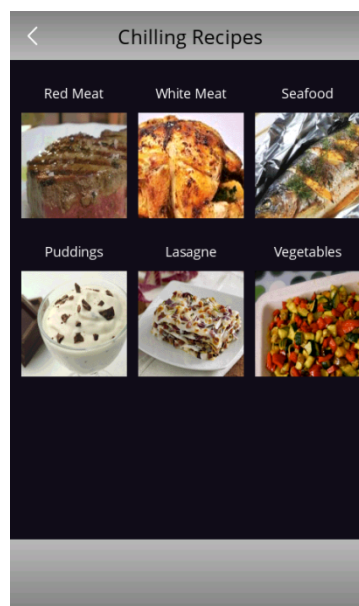 Chilling Recipes
Red Meat White Meat Seafood
Puddings Lasagne Vegetables